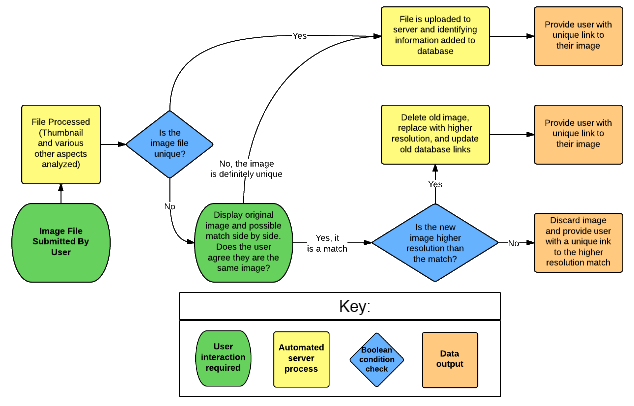 File is uploaded to
server and identifying
information added to
database
Provide user with
unique link to
their image
Yes
File Processed
(Thumbnail
and various
other aspects
analyzed)
Is the
image file
unique?
Delete old image,
replace with higher
resolution, and update
old database links
Provide user with
unique link to
their image
No, the image
is definitely unique
Yes
No
Image File
Submitted By
User
Display original
image and possible
match side by side.
Does the user
agree they are the
same image?
Yes, it
is a match
Is the new
image higher
resolution than
the match?
No
Discard image
and provide user
with a unique ink
to the higher
resolution match
Key:
User
interaction
required
Automated
server
process
Boolean
condition
check
Data
output